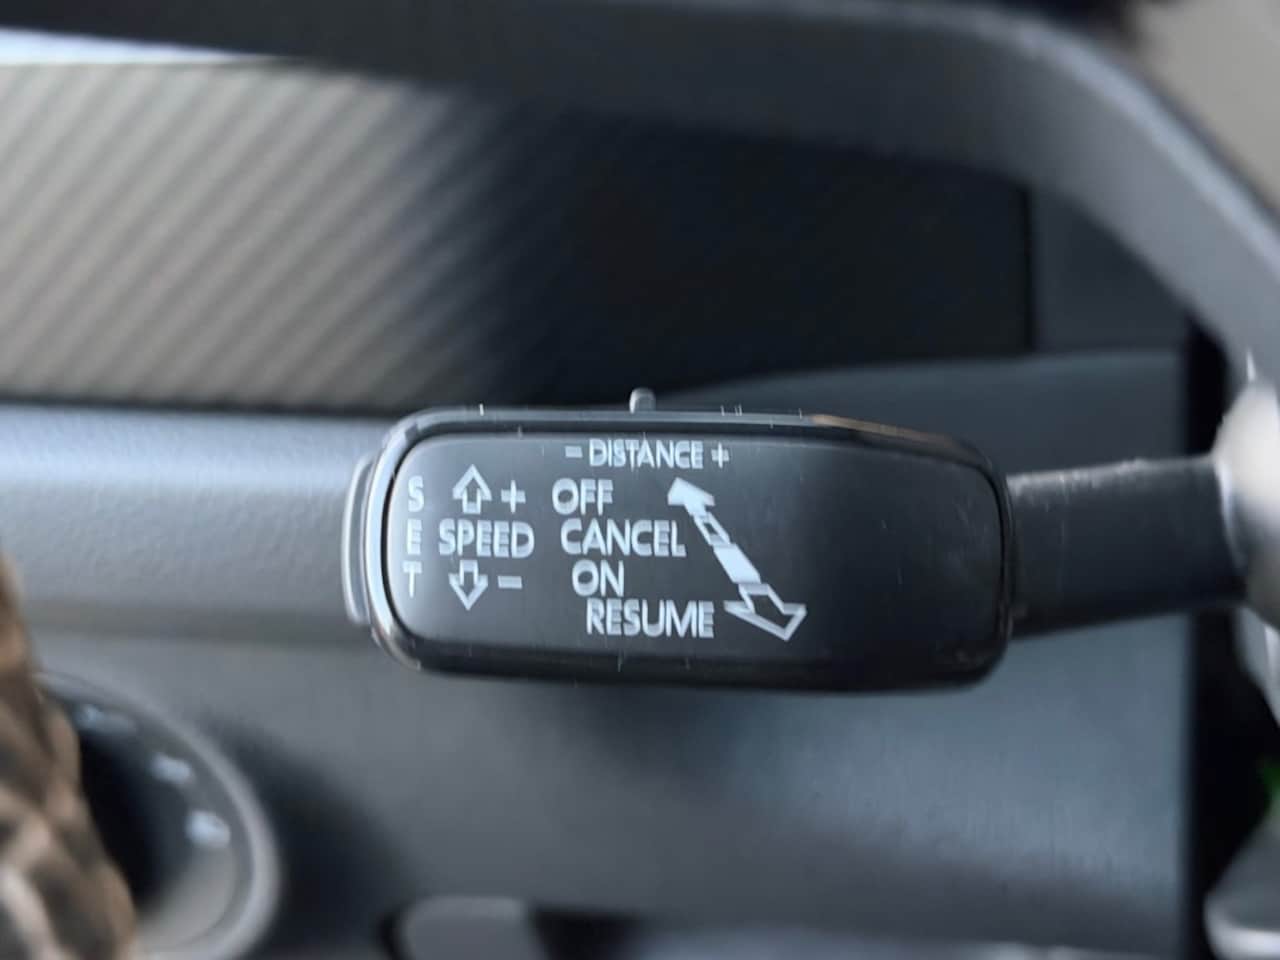 - DISTANCE +
S + OFF
E SPEED CANCEL
T - ON
RESUME